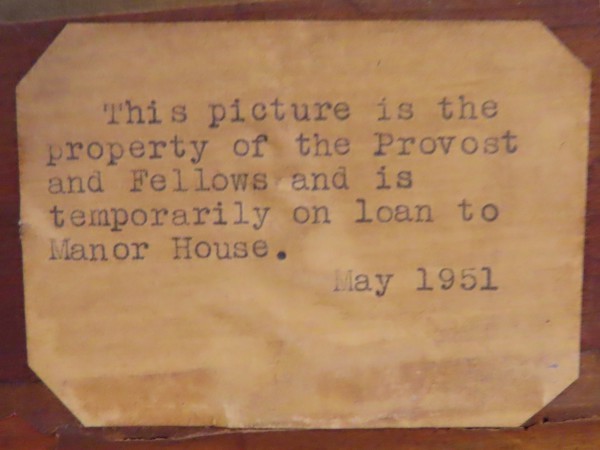 This picture is the
property of the Provost
and Fellows and is
temporarily on loan to
Manor House.
May 1951